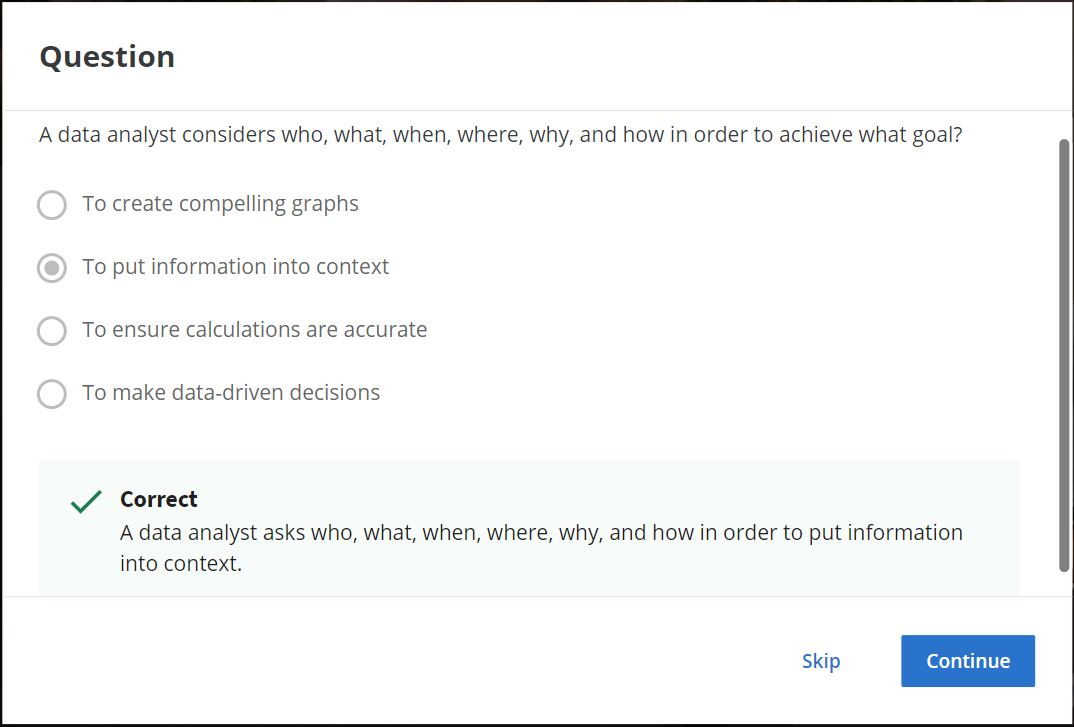 Question
A data analyst considers who, what, when, where, why, and how in order to achieve what goal?
To create compelling graphs
To put information into context
To ensure calculations are accurate
To make data-driven decisions
Correct
A data analyst asks who, what, when, where, why, and how in order to put information
into context.
Skip
Continue